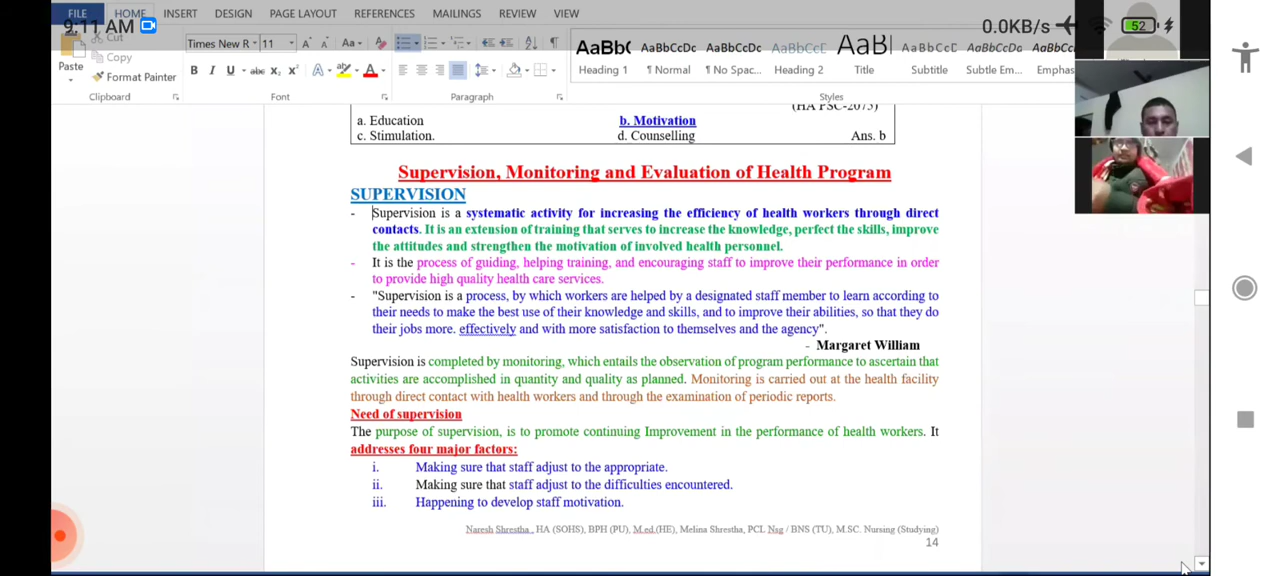 FILE HOME INSERT DESIGN PAGE LAYOUT REFERENCES MAILINGS REVIEW VIEW
9:11 AM 0.0KB/s 52
Cut
Copy
Format Painter
Paste
Times New R 11 Aa
B I U abc X₂ X² A A
AaBbC AaBbCcDc AaBbCcDc AaBbCcE AaB AaBbCcD AaBbCcDc AaBbCcDc
Heading 1 ¶ Normal ¶ No Spac... Heading 2 Title Subtitle Subtle Em... Emphas
Clipboard Font Paragraph Styles
(HA PSC-2075)
a. Education b. Motivation
c. Stimulation. d. Counselling Ans. b
Supervision, Monitoring and Evaluation of Health Program
SUPERVISION
- Supervision is a systematic activity for increasing the efficiency of health workers through direct
contacts. It is an extension of training that serves to increase the knowledge, perfect the skills, improve
the attitudes and strengthen the motivation of involved health personnel.
- It is the process of guiding, helping training, and encouraging staff to improve their performance in order
to provide high quality health care services.
- "Supervision is a process, by which workers are helped by a designated staff member to learn according to
their needs to make the best use of their knowledge and skills, and to improve their abilities, so that they do
their jobs more. effectively and with more satisfaction to themselves and the agency".
- Margaret William
Supervision is completed by monitoring, which entails the observation of program performance to ascertain that
activities are accomplished in quantity and quality as planned. Monitoring is carried out at the health facility
through direct contact with health workers and through the examination of periodic reports.
Need of supervision
The purpose of supervision, is to promote continuing Improvement in the performance of health workers. It
addresses four major factors:
i. Making sure that staff adjust to the appropriate.
ii. Making sure that staff adjust to the difficulties encountered.
iii. Happening to develop staff motivation.
Naresh Shrestha , HA (SOHS), BPH (PU), M.ed.(HE), Melina Shrestha, PCL Nsg / BNS (TU), M.SC. Nursing (Studying)
14